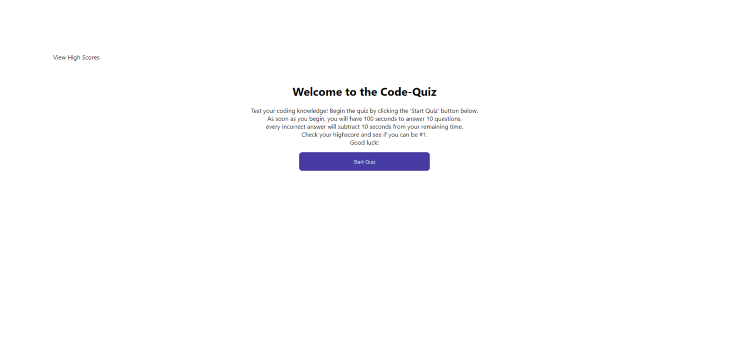 View High Scores
Welcome to the Code-Quiz
Test your coding knowledge! Begin the quiz by clicking the 'Start Quiz' button below.
As soon as you begin, you will have 100 seconds to answer 10 questions,
every incorrect answer will subtract 10 seconds from your remaining time.
Check your highscore and see if you can be #1.
Good luck!
Start Quiz